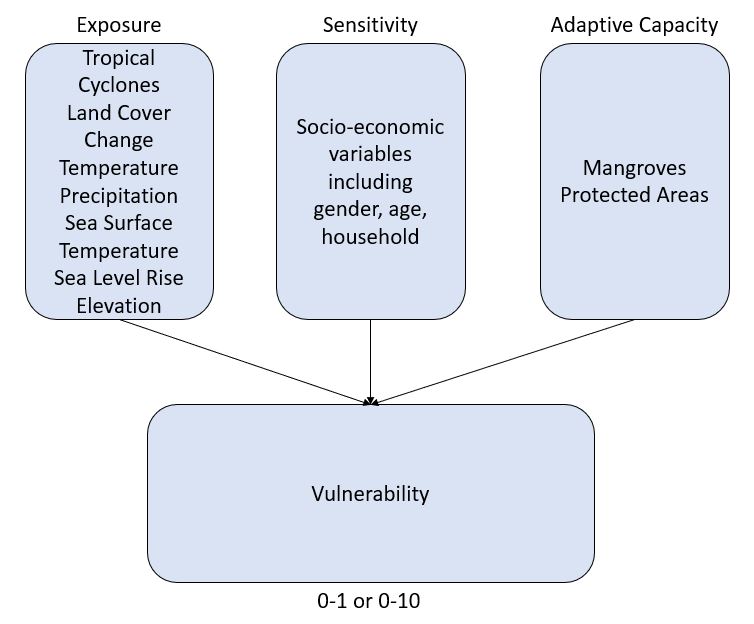 Exposure
Tropical
Cyclones
Land Cover
Change
Temperature
Precipitation
Sea Surface
Temperature
Sea Level Rise
Elevation
Sensitivity
Socio-economic
variables
including
gender, age,
household
Adaptive Capacity
Mangroves
Protected Areas
Vulnerability
0-1 or 0-10